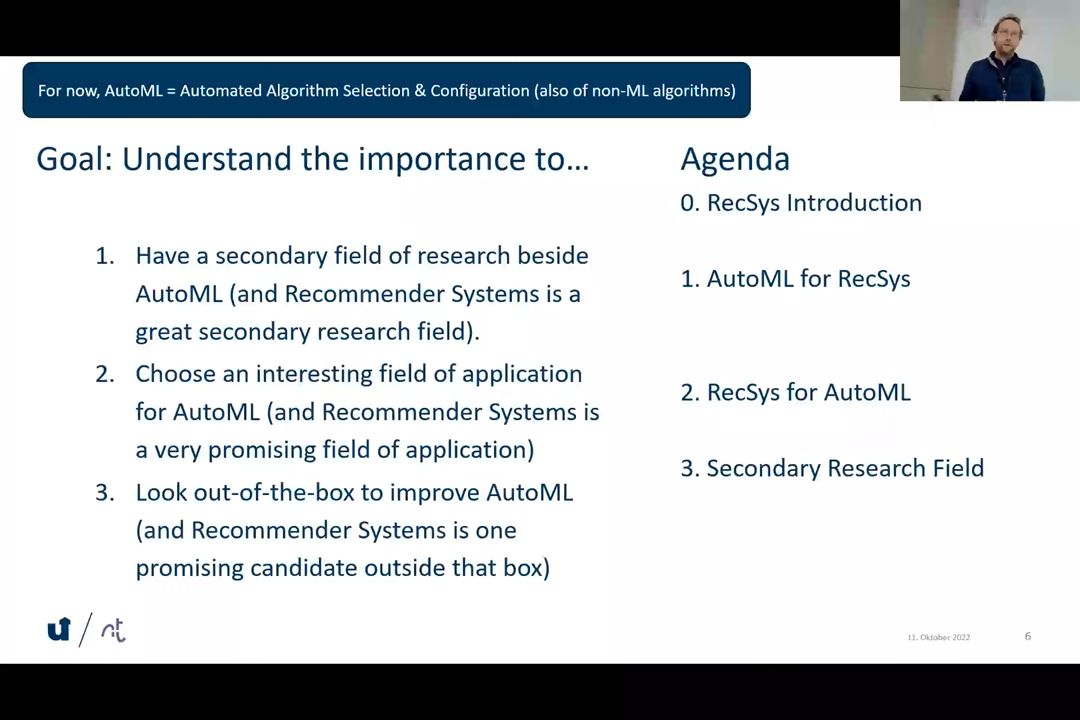 For now, AutoML = Automated Algorithm Selection & Configuration (also of non-ML algorithms)
Goal: Understand the importance to...
1. Have a secondary field of research beside
AutoML (and Recommender Systems is a
great secondary research field).
2. Choose an interesting field of application
for AutoML (and Recommender Systems is
a very promising field of application)
3. Look out-of-the-box to improve AutoML
(and Recommender Systems is one
promising candidate outside that box)
Agenda
0. RecSys Introduction
1. AutoML for RecSys
2. RecSys for AutoML
3. Secondary Research Field
11. Oktober 2022
6